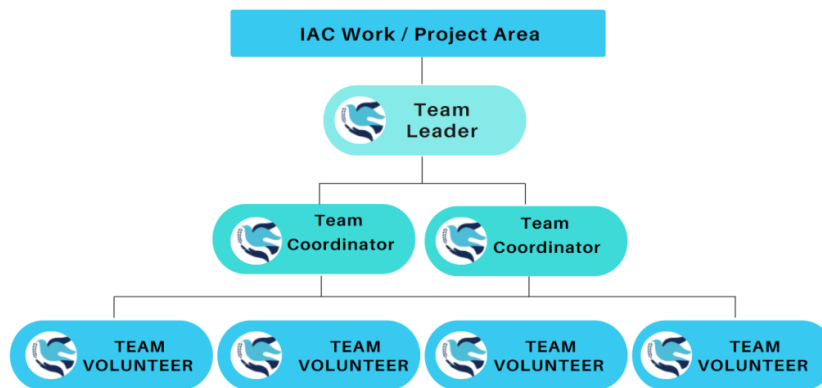 IAC Work / Project Area
Team
Leader
Team
Coordinator
Team
Coordinator
TEAM
VOLUNTEER
TEAM
VOLUNTEER
TEAM
VOLUNTEER
TEAM
VOLUNTEER